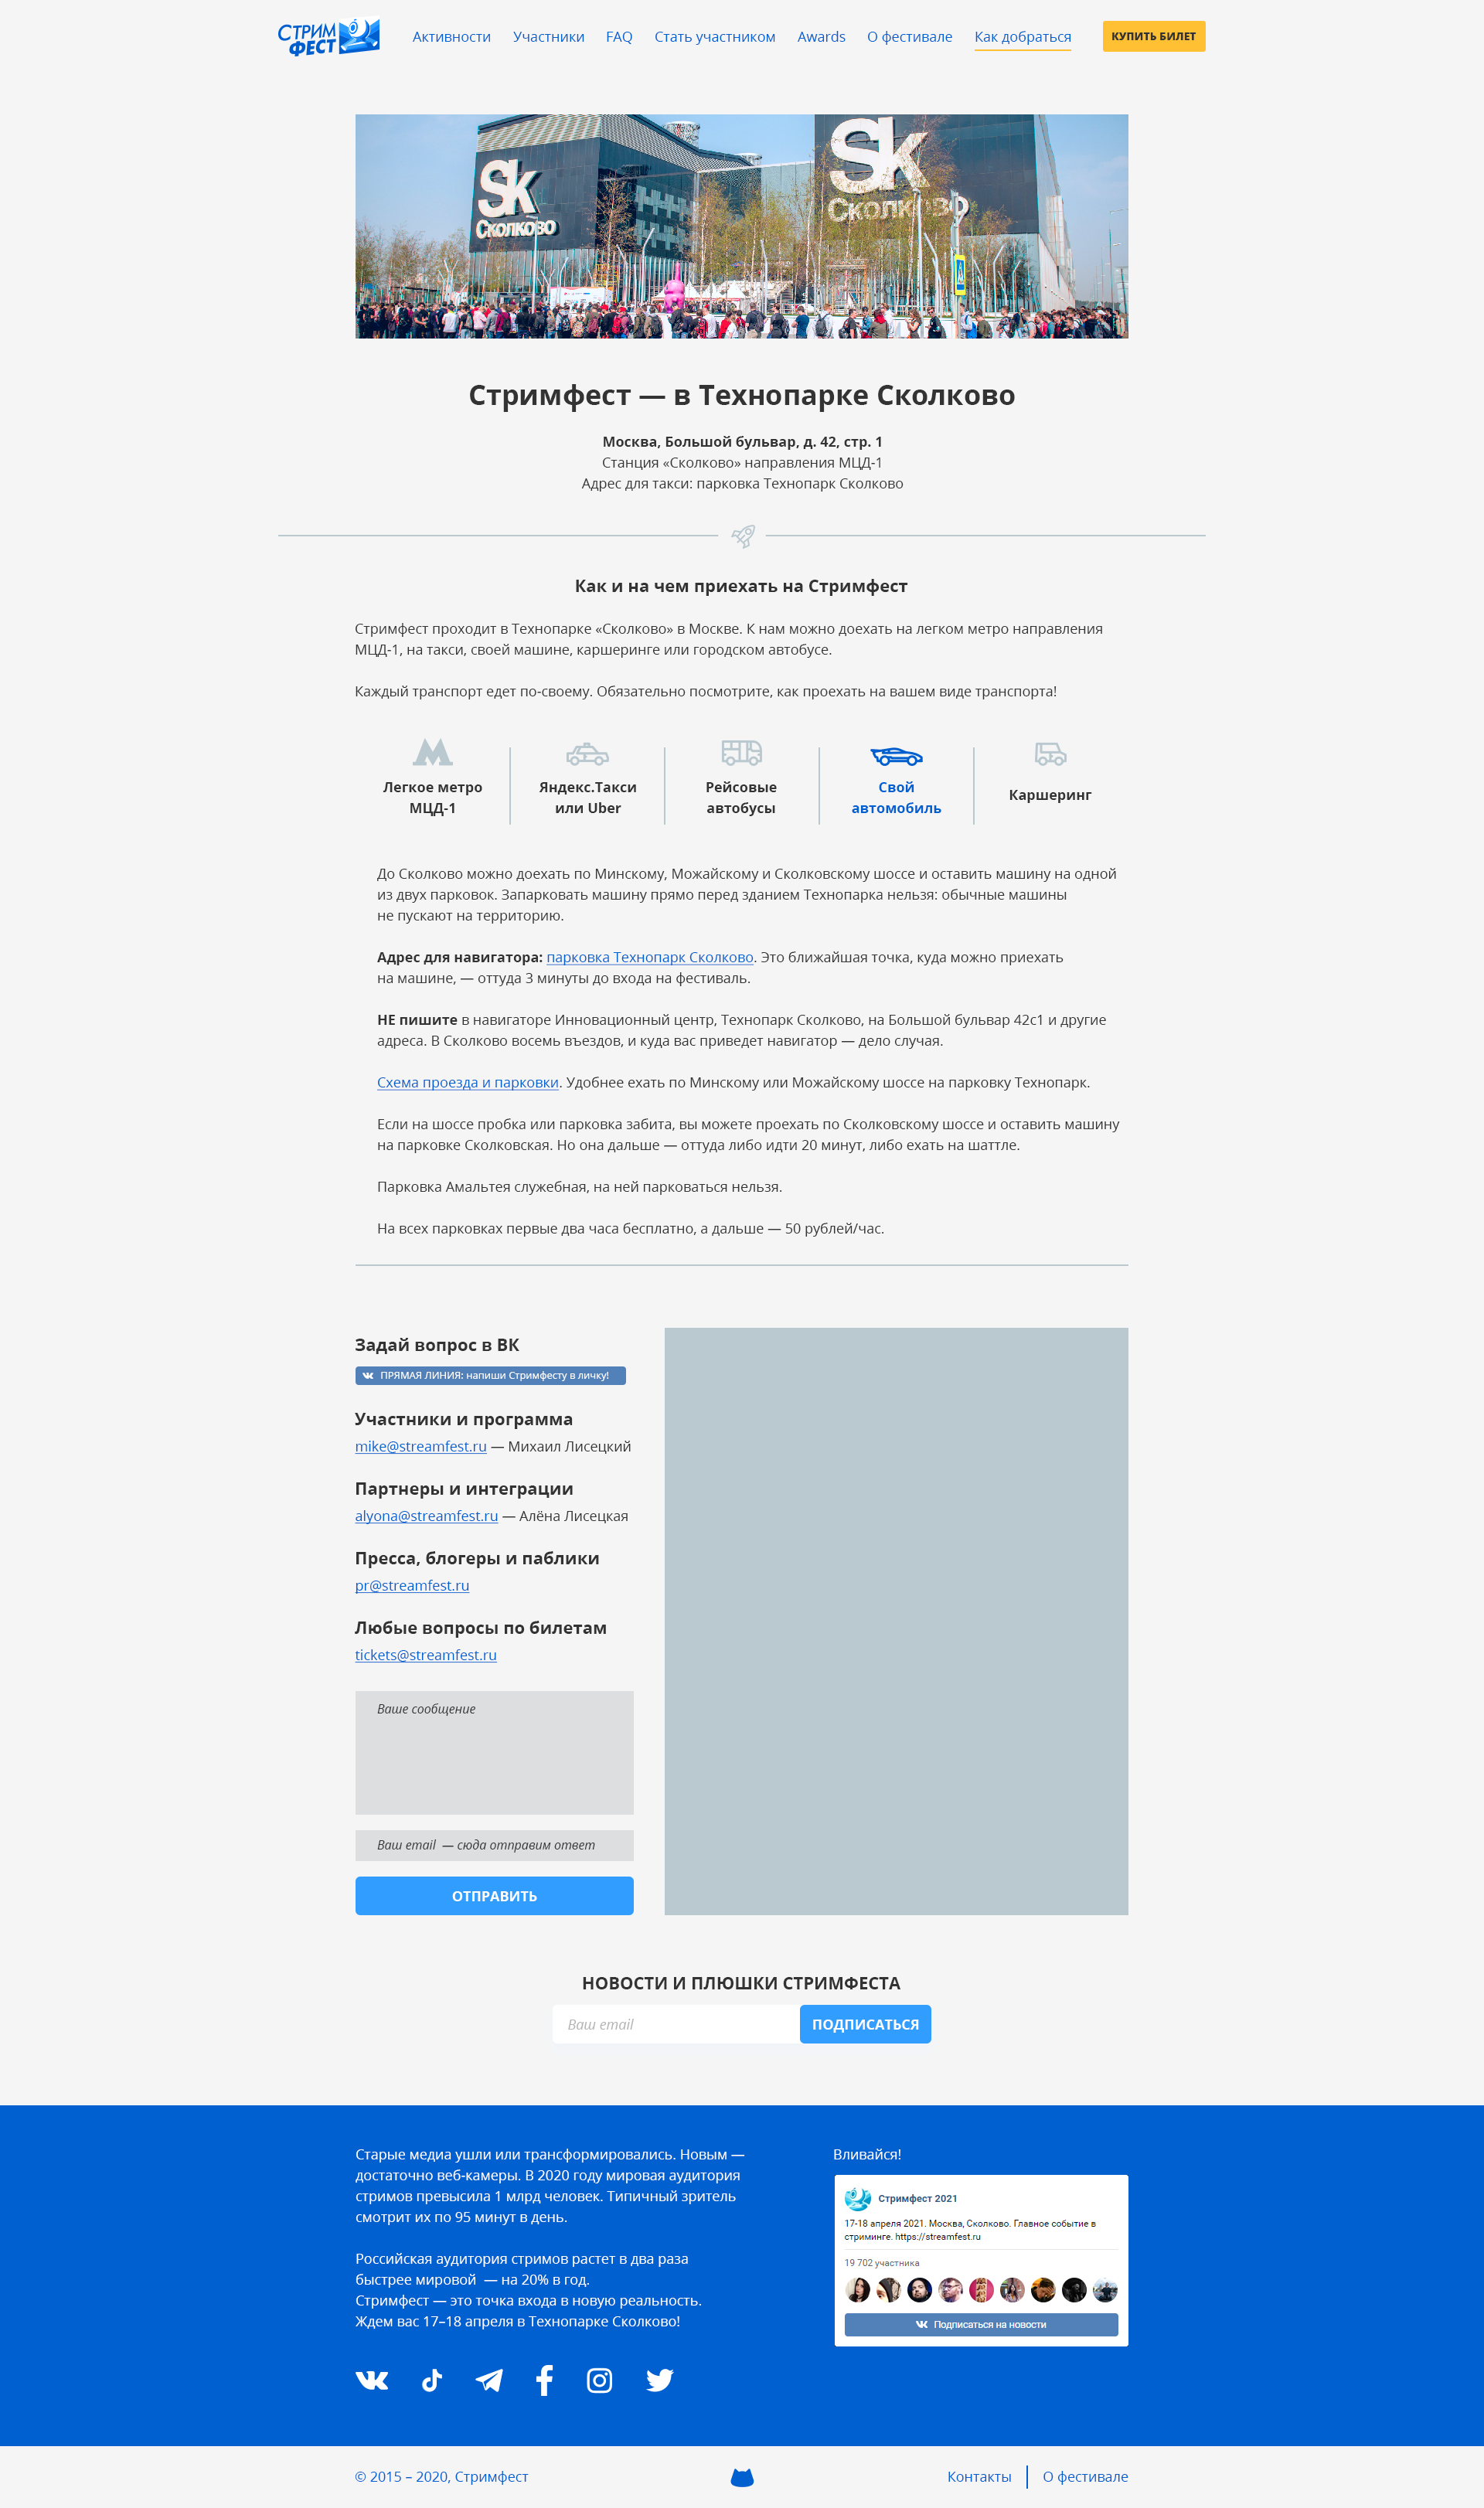 СТРИМ
ФЕСТ
Активности Участники FAQ Стать участником Awards О фестивале Как добраться
КУПИТЬ БИЛЕТ
Sk
Сколково
Sk
Сколково
Стримфест — в Технопарке Сколково
Москва, Большой бульвар, д. 42, стр. 1
Станция «Сколково» направления МЦД-1
Адрес для такси: парковка Технопарк Сколково
Как и на чем приехать на Стримфест
Стримфест проходит в Технопарке «Сколково» в Москве. К нам можно доехать на легком метро направления
МЦД-1, на такси, своей машине, каршеринге или городском автобусе.
Каждый транспорт едет по-своему. Обязательно посмотрите, как проехать на вашем виде транспорта!
Легкое метро
МЦД-1
Яндекс.Такси
или Uber
Рейсовые
автобусы
Свой
автомобиль
Каршеринг
До Сколково можно доехать по Минскому, Можайскому и Сколковскому шоссе и оставить машину на одной
из двух парковок. Запарковать машину прямо перед зданием Технопарка нельзя: обычные машины
не пускают на территорию.
Адрес для навигатора: парковка Технопарк Сколково. Это ближайшая точка, куда можно приехать
на машине, — оттуда 3 минуты до входа на фестиваль.
НЕ пишите в навигаторе Инновационный центр, Технопарк Сколково, на Большой бульвар 42с1 и другие
адреса. В Сколково восемь въездов, и куда вас приведет навигатор — дело случая.
Схема проезда и парковки. Удобнее ехать по Минскому или Можайскому шоссе на парковку Технопарк.
Если на шоссе пробка или парковка забита, вы можете проехать по Сколковскому шоссе и оставить машину
на парковке Сколковская. Но она дальше — оттуда либо идти 20 минут, либо ехать на шаттле.
Парковка Амальтея служебная, на ней парковаться нельзя.
На всех парковках первые два часа бесплатно, а дальше — 50 рублей/час.
Задай вопрос в ВК
ПРЯМАЯ ЛИНИЯ: напиши Стримфесту в личку!
Участники и программа
mike@streamfest.ru — Михаил Лисецкий
Партнеры и интеграции
alyona@streamfest.ru — Алёна Лисецкая
Пресса, блогеры и паблики
pr@streamfest.ru
Любые вопросы по билетам
tickets@streamfest.ru
Ваше сообщение
Ваш email — сюда отправим ответ
ОТПРАВИТЬ
НОВОСТИ И ПЛЮШКИ СТРИМФЕСТА
Ваш email
ПОДПИСАТЬСЯ
Старые медиа ушли или трансформировались. Новым —
достаточно веб-камеры. В 2020 году мировая аудитория
стримов превысила 1 млрд человек. Типичный зритель
смотрит их по 95 минут в день.
Российская аудитория стримов растет в два раза
быстрее мировой — на 20% в год.
Стримфест — это точка входа в новую реальность.
Ждем вас 17–18 апреля в Технопарке Сколково!
Вливайся!
Стримфест 2021
17-18 апреля 2021. Москва, Сколково. Главное событие в
стриминге. https://streamfest.ru
19 702 участника
Подписаться на новости
© 2015 – 2020, Стримфест
Контакты
О фестивале